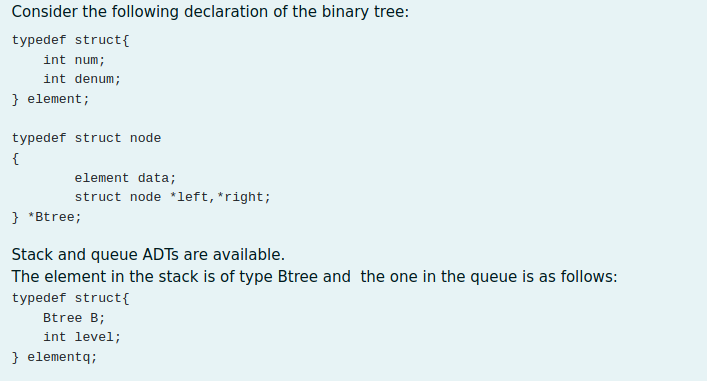 Consider the following declaration of the binary tree:
typedef struct{
    int num;
    int denum;
} element;
typedef struct node
{
        element data;
        struct node *left,*right;
} *Btree;
Stack and queue ADTs are available.
The element in the stack is of type Btree and  the one in the queue is as follows:
typedef struct{
    Btree B;
    int level;
} elementq;